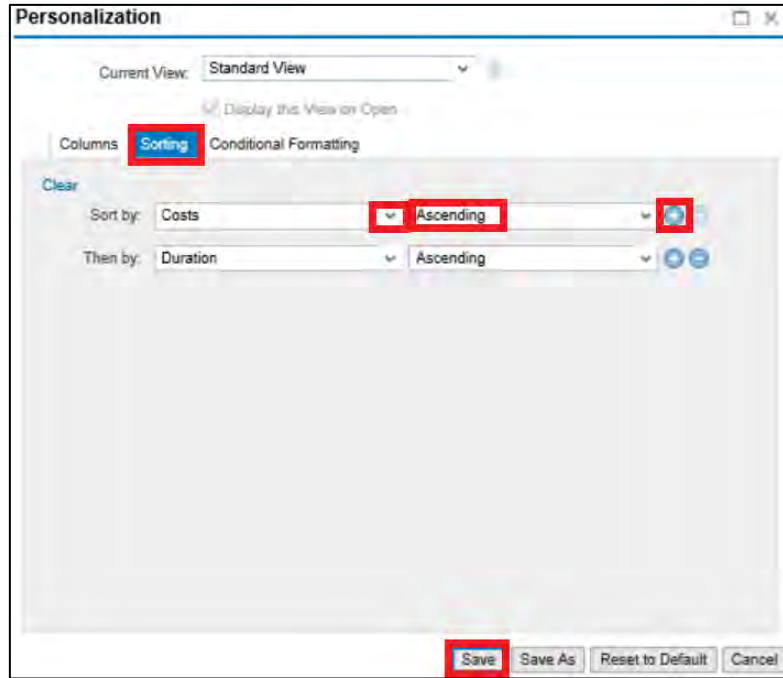 Personalization
Current View: Standard View
Display this View on Open
Columns Sorting Conditional Formatting
Clear
Sort by: Costs Ascending
Then by: Duration Ascending
Save Save As Reset to Default Cancel